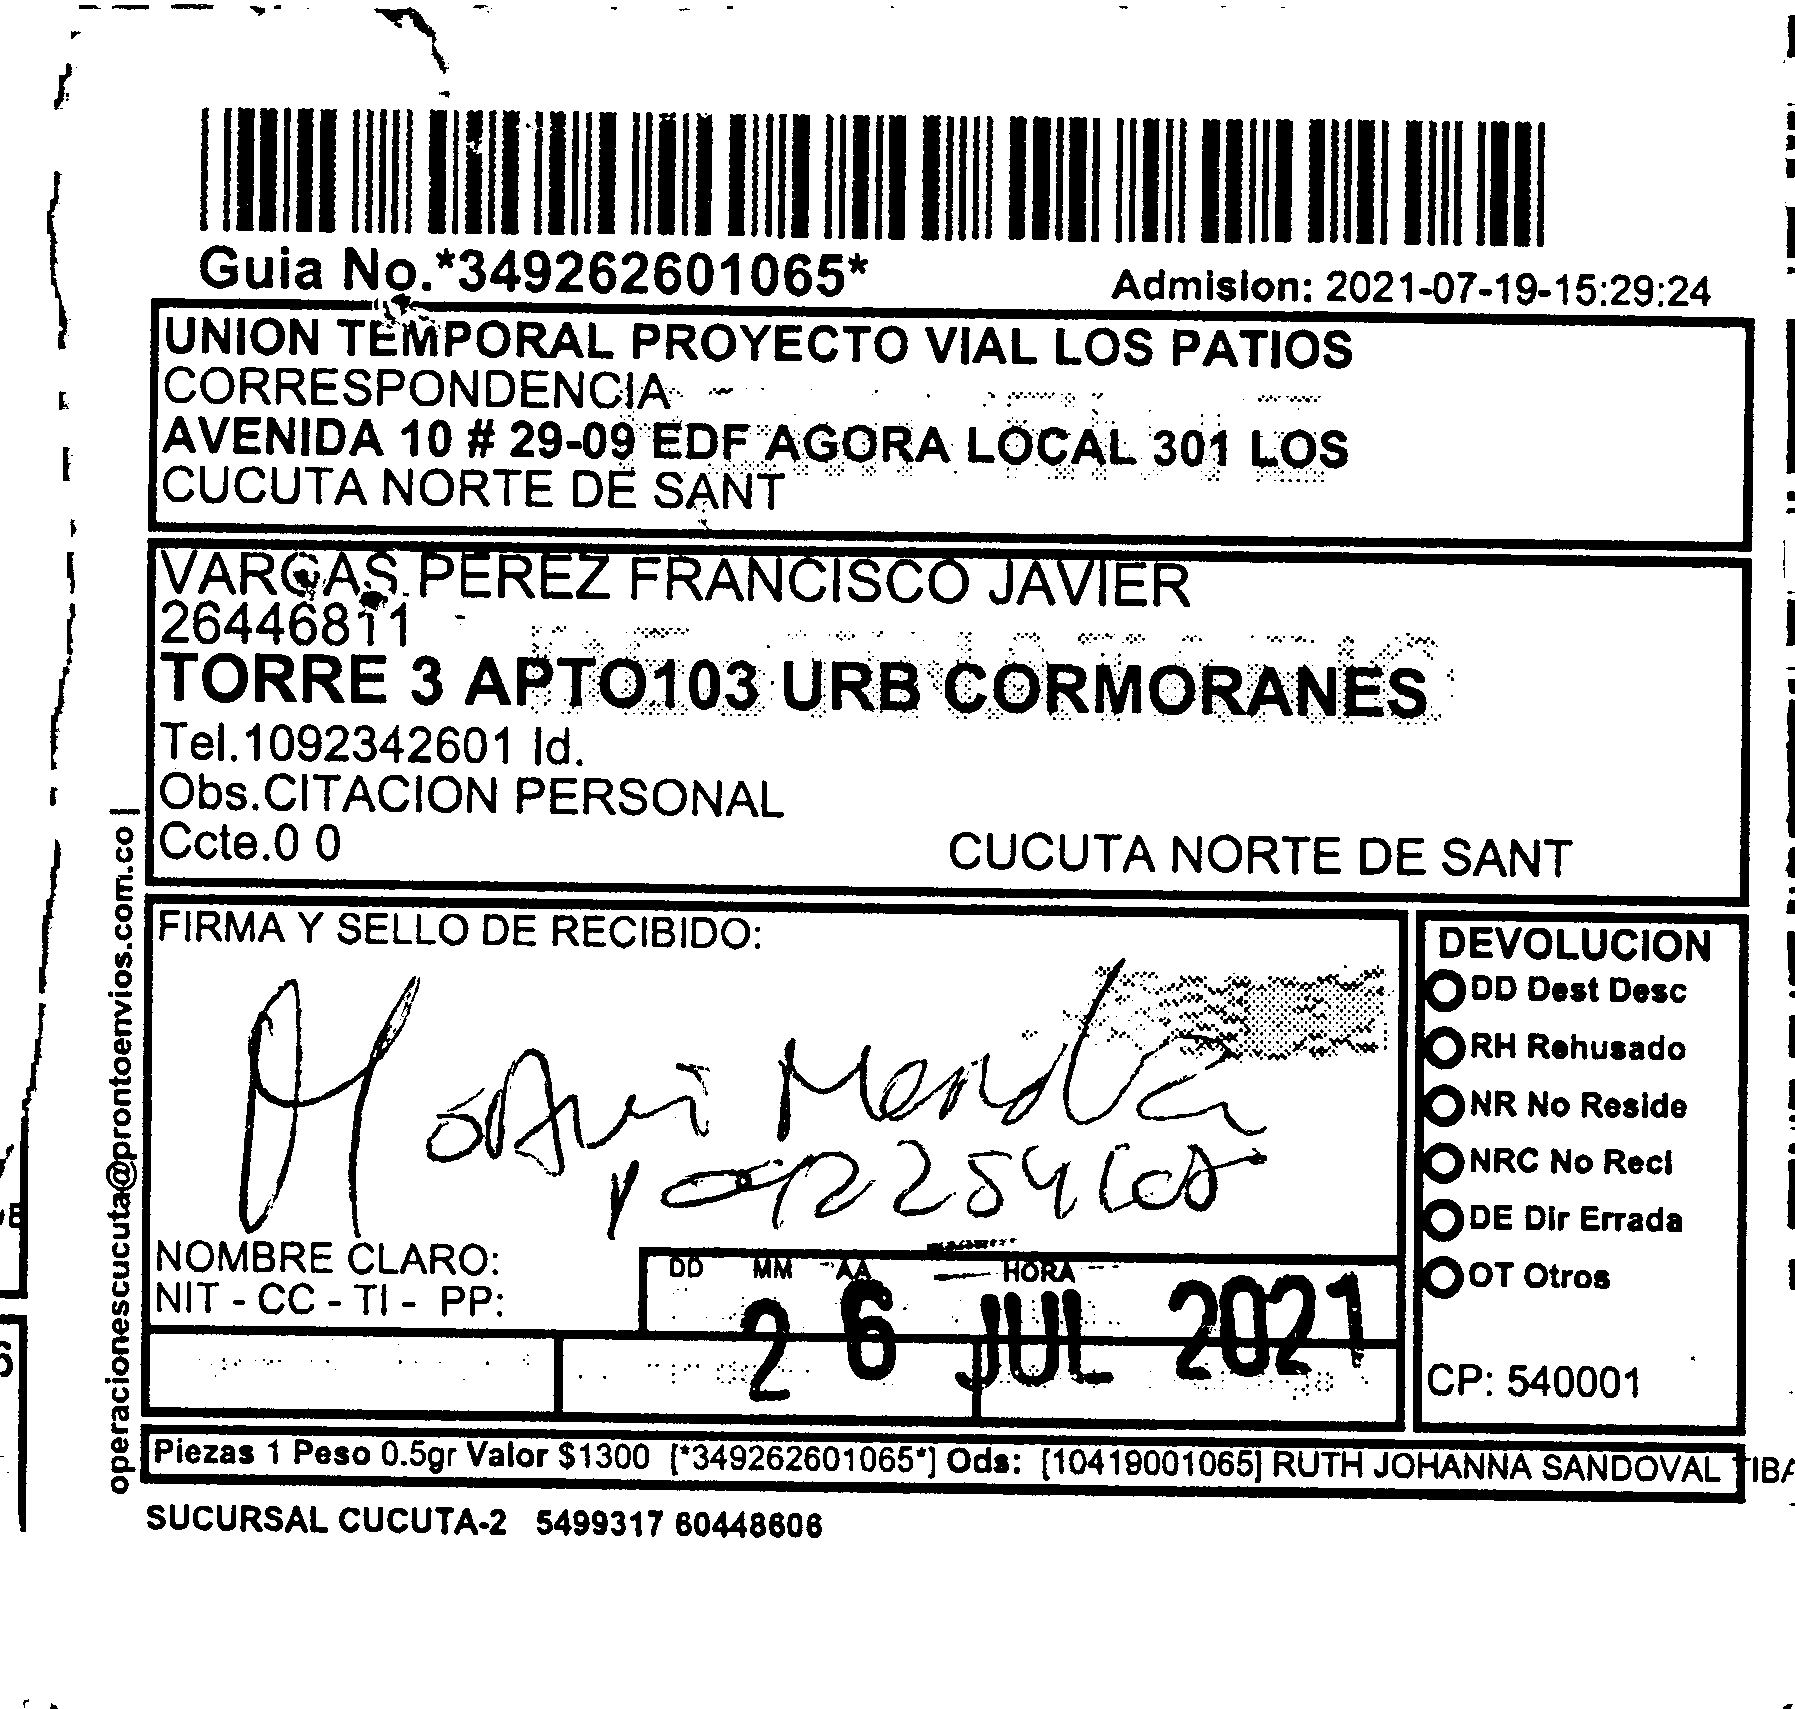 Guia No.*349262601065*
Admision: 2021-07-19-15:29:24
UNION TEMPORAL PROYECTO VIAL LOS PATIOS
CORRESPONDENCIA
AVENIDA 10 # 29-09 EDF AGORA LOCAL 301 LOS
CUCUTA NORTE DE SANT
VARGAS PEREZ FRANCISCO JAVIER
26446811
TORRE 3 APTO103 URB CORMORANES
Tel.1092342601 Id.
Obs.CITACION PERSONAL
Ccte.0 0
CUCUTA NORTE DE SANT
operacionescucuta@prontoenvios.com.co |
FIRMA Y SELLO DE RECIBIDO:
Mendoza
NOMBRE CLARO:
NIT - CC - TI - PP:
DD MM AA HORA
26 JUL 2021
DEVOLUCION
DD Dest Desc
RH Rehusado
NR No Reside
NRC No Recl
DE Dir Errada
OT Otros
CP: 540001
Piezas 1 Peso 0.5gr Valor $1300 [*349262601065*] Ods: [10419001065] RUTH JOHANNA SANDOVAL TIBA
SUCURSAL CUCUTA-2 5499317 60448606